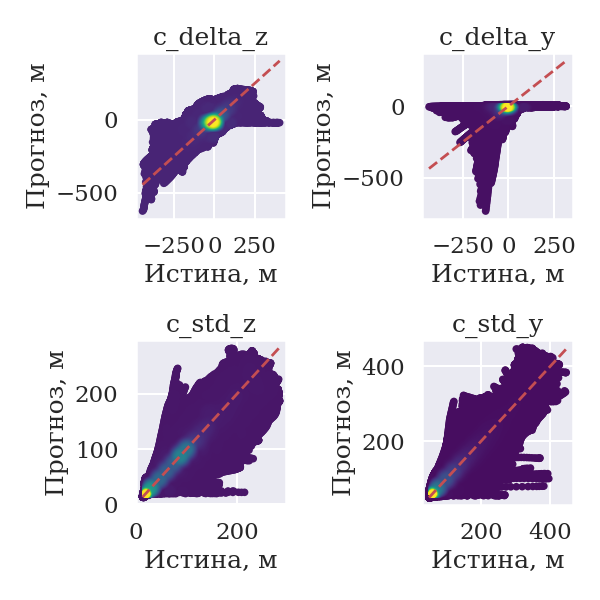 c_delta_z
Прогноз, м
0
−500
−250 0 250
Истина, м
c_delta_y
Прогноз, м
0
−500
−250 0 250
Истина, м
c_std_z
Прогноз, м
200
100
0
0 200
Истина, м
c_std_y
Прогноз, м
400
200
200 400
Истина, м